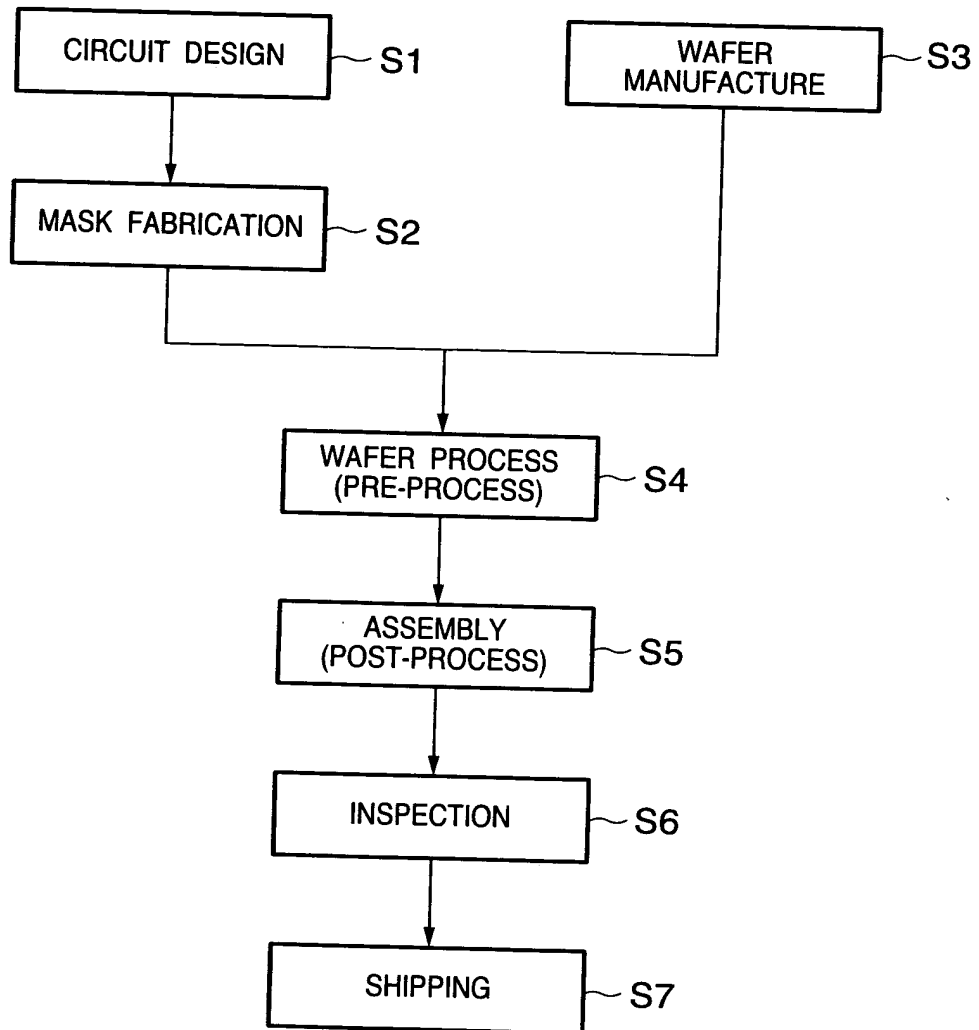 CIRCUIT DESIGN
S1
WAFER
MANUFACTURE
S3
MASK FABRICATION
S2
WAFER PROCESS
(PRE-PROCESS)
S4
ASSEMBLY
(POST-PROCESS)
S5
INSPECTION
S6
SHIPPING
S7